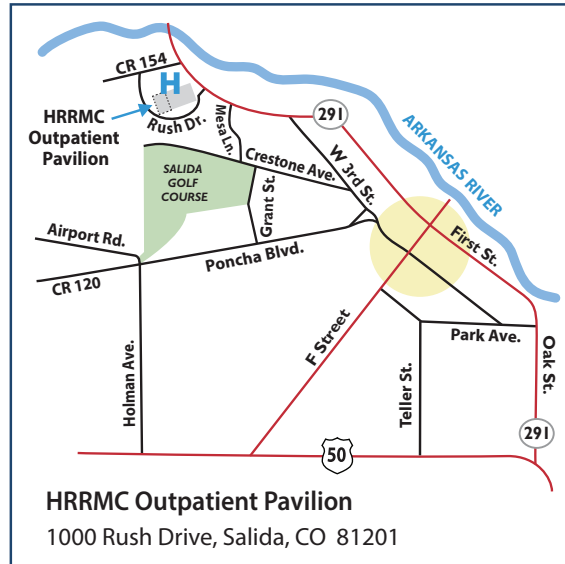 CR 154
H
HRRMC
Outpatient
Pavilion
Rush Dr.
Mesa Ln.
291
ARKANSAS RIVER
W 3rd St.
Crestone Ave.
SALIDA
GOLF
COURSE
Grant St.
Airport Rd.
Poncha Blvd.
First St.
CR 120
F Street
Park Ave.
Oak St.
Holman Ave.
Teller St.
291
50
HRRMC Outpatient Pavilion
1000 Rush Drive, Salida, CO 81201